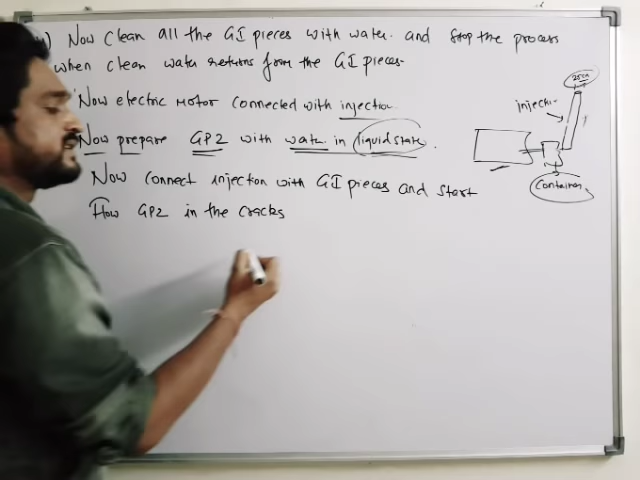 Now clean all the GI pieces with water. and stop the process
when clean water returns from the GI pieces.
Now electric motor connected with injection.
Now prepare GP2 with water in liquid state.
Now connect injection with GI pieces and start
Flow GP2 in the cracks
25cm
injecti-
Container